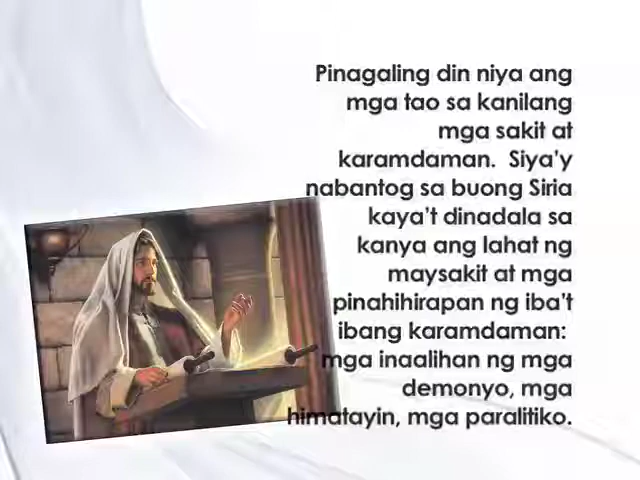 Pinagaling din niya ang
mga tao sa kanilang
mga sakit at
karamdaman.  Siya'y
nabantog sa buong Siria
kaya't dinadala sa
kanya ang lahat ng
maysakit at mga
pinahihirapan ng iba't
ibang karamdaman:
mga inaalihan ng mga
demonyo, mga
himatayin, mga paralitiko.